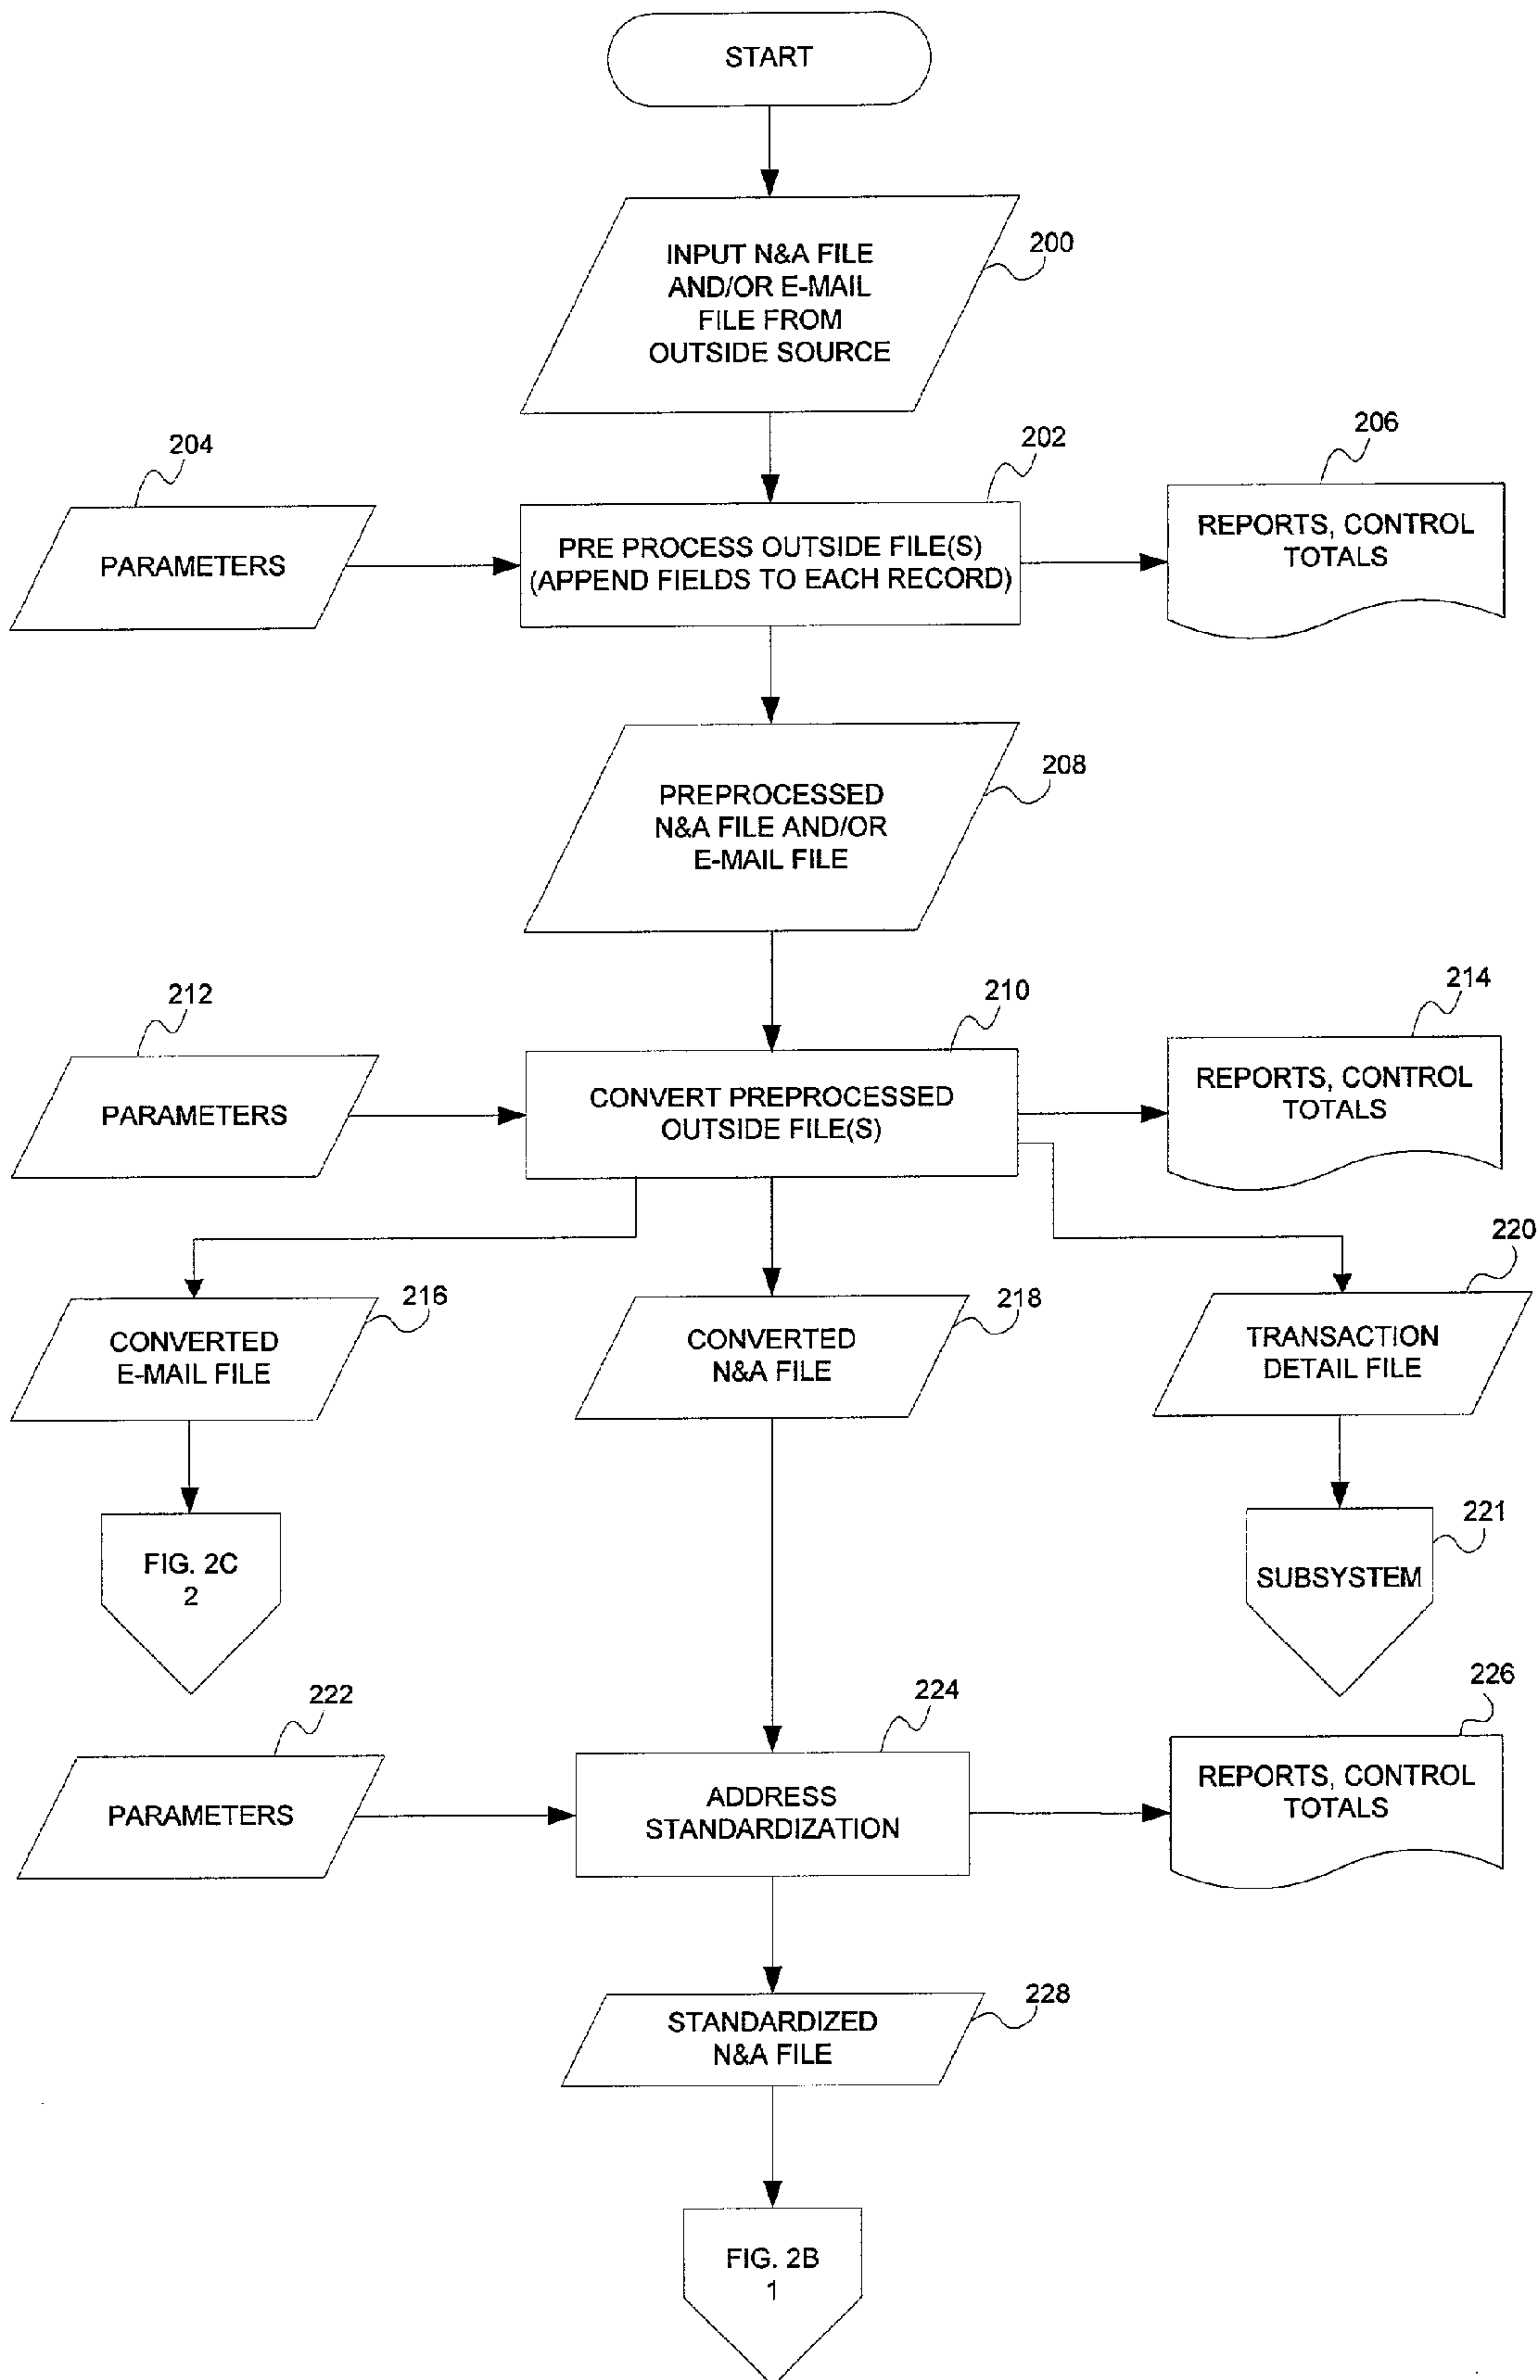 START
INPUT N&A FILE
AND/OR E-MAIL
FILE FROM
OUTSIDE SOURCE
200
204
PARAMETERS
202
PRE PROCESS OUTSIDE FILE(S)
(APPEND FIELDS TO EACH RECORD)
206
REPORTS, CONTROL
TOTALS
PREPROCESSED
N&A FILE AND/OR
E-MAIL FILE
208
212
PARAMETERS
210
CONVERT PREPROCESSED
OUTSIDE FILE(S)
214
REPORTS, CONTROL
TOTALS
216
CONVERTED
E-MAIL FILE
218
CONVERTED
N&A FILE
220
TRANSACTION
DETAIL FILE
FIG. 2C
2
221
SUBSYSTEM
222
PARAMETERS
224
ADDRESS
STANDARDIZATION
226
REPORTS, CONTROL
TOTALS
228
STANDARDIZED
N&A FILE
FIG. 2B
1